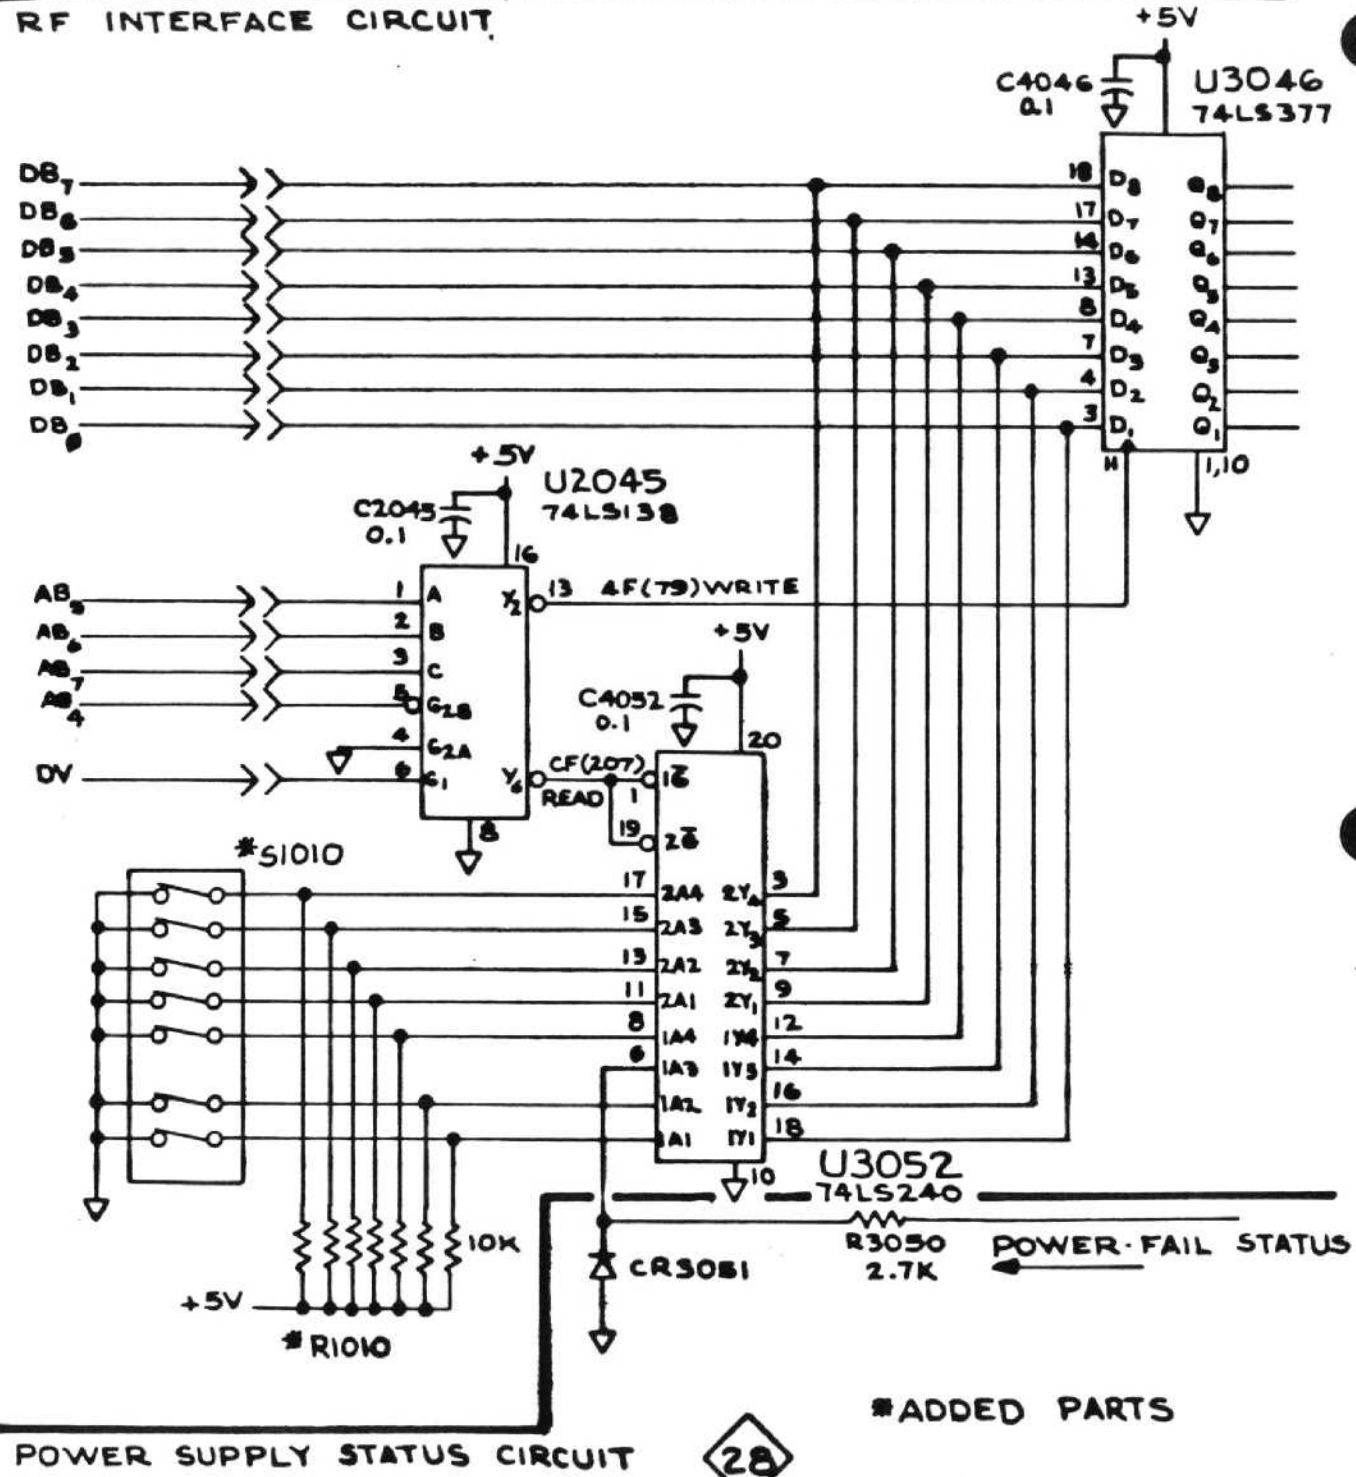 RF INTERFACE CIRCUIT
+5V
C4046
0.1
U3046
74LS377
DB7 18 D8 Q8
DB6 17 D7 Q7
DB5 14 D6 Q6
DB4 13 D5 Q5
DB3 8 D4 Q4
DB2 7 D3 Q3
DB1 4 D2 Q2
DB0 3 D1 Q1
11 1,10
+5V
U2045
74LS138
C2045
0.1
16
AB5 1 A Y2 13 4F(79)WRITE
AB6 2 B
AB7 3 C
AB4 5 G2B
4 G2A
DV 6 G1 Y6 CF(207)
READ
8
+5V
C4052
0.1
20
1 1G
19 2G
*S1010
17 2A4 2Y4 3
15 2A3 2Y3 5
13 2A2 2Y2 7
11 2A1 2Y1 9
8 1A4 1Y4 12
6 1A3 1Y3 14
1A2 1Y2 16
1A1 1Y1 18
10
U3052
74LS240
10K
+5V
*R1010
CR3051
R3050
2.7K
POWER-FAIL STATUS
*ADDED PARTS
POWER SUPPLY STATUS CIRCUIT
28